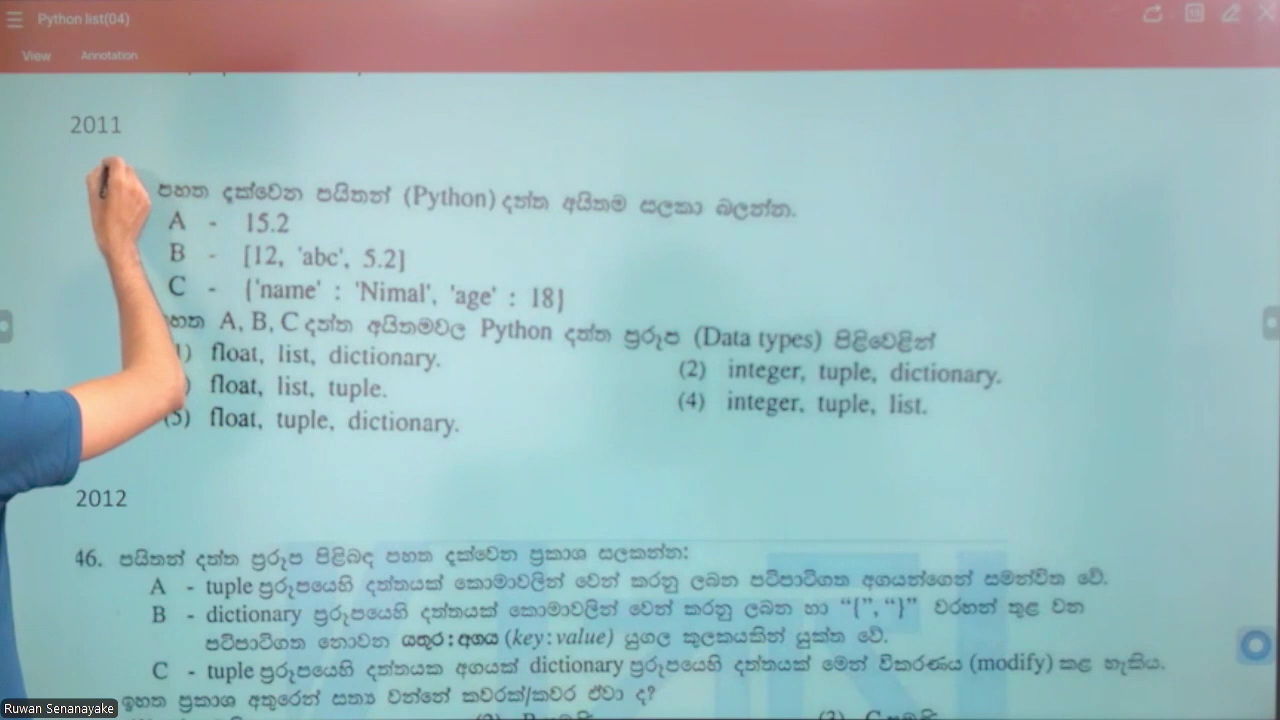 Python list(04)
View Annotation
2011
පහත දැක්වෙන පයිතන් (Python) දත්ත අයිතම සලකා බලන්න.
A - 15.2
B - [12, 'abc', 5.2]
C - {'name' : 'Nimal', 'age' : 18}
හත A, B, C දත්ත අයිතමවල Python දත්ත ප්‍රරූප (Data types) පිළිවෙළින්
) float, list, dictionary.
(2) integer, tuple, dictionary.
) float, list, tuple.
(4) integer, tuple, list.
(5) float, tuple, dictionary.
2012
46. පයිතන් දත්ත ප්‍රරූප පිළිබඳ පහත දැක්වෙන ප්‍රකාශ සලකන්න:
A - tuple ප්‍රරූපයෙහි දත්තයක් කොමාවලින් වෙන් කරනු ලබන පටිපාටිගත අගයන්ගෙන් සමන්විත වේ.
B - dictionary ප්‍රරූපයෙහි දත්තයක් කොමාවලින් වෙන් කරනු ලබන හා “{”, “}” වරහන් තුළ වන
පටිපාටිගත නොවන යතුර : අගය (key : value) යුගල කුලකයකින් යුක්ත වේ.
C - tuple ප්‍රරූපයෙහි දත්තයක අගයක් dictionary ප්‍රරූපයෙහි දත්තයක් මෙන් විකරණය (modify) කළ හැකිය.
ඉහත ප්‍රකාශ අතුරෙන් සත්‍ය වන්නේ කවරක්/කවර ඒවා ද?
Ruwan Senanayake